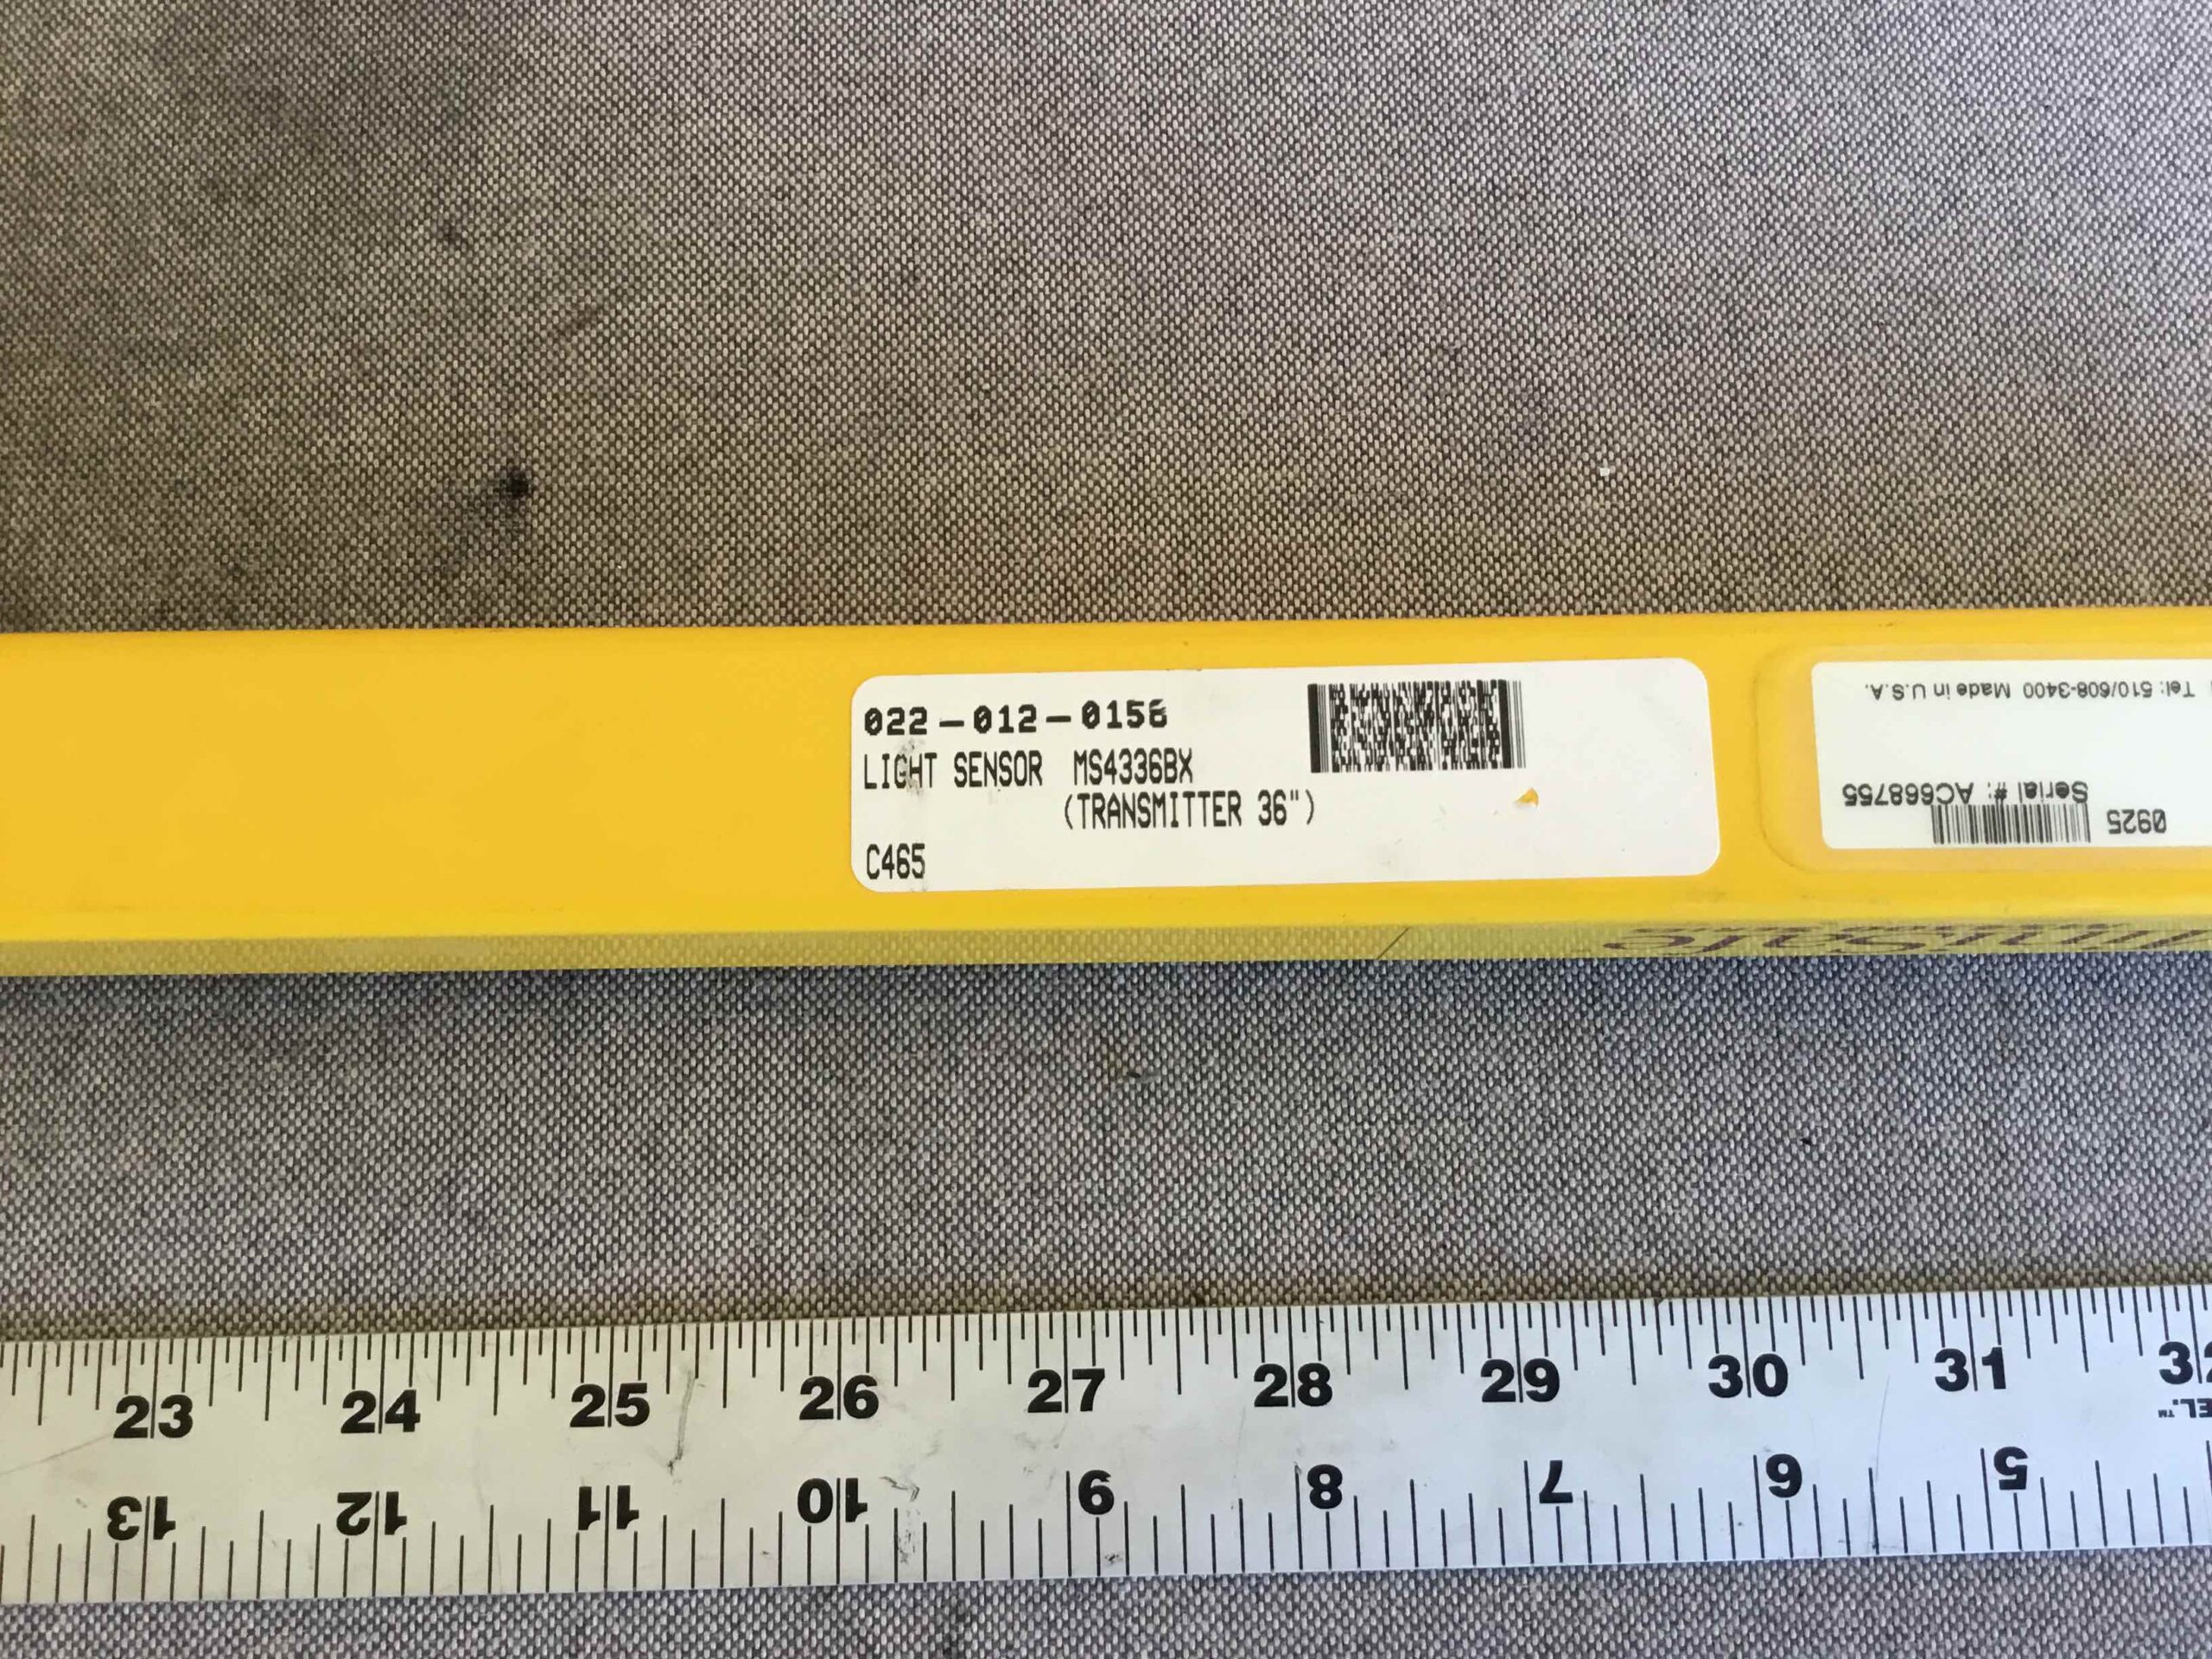 022-012-0156
LIGHT SENSOR MS4336BX
(TRANSMITTER 36")
C465
Tel: 510/608-3400 Made in U.S.A.
Serial #: AC668755
0925
23 24 25 26 27 28 29 30 31
13 12 11 10 9 8 7 6 5